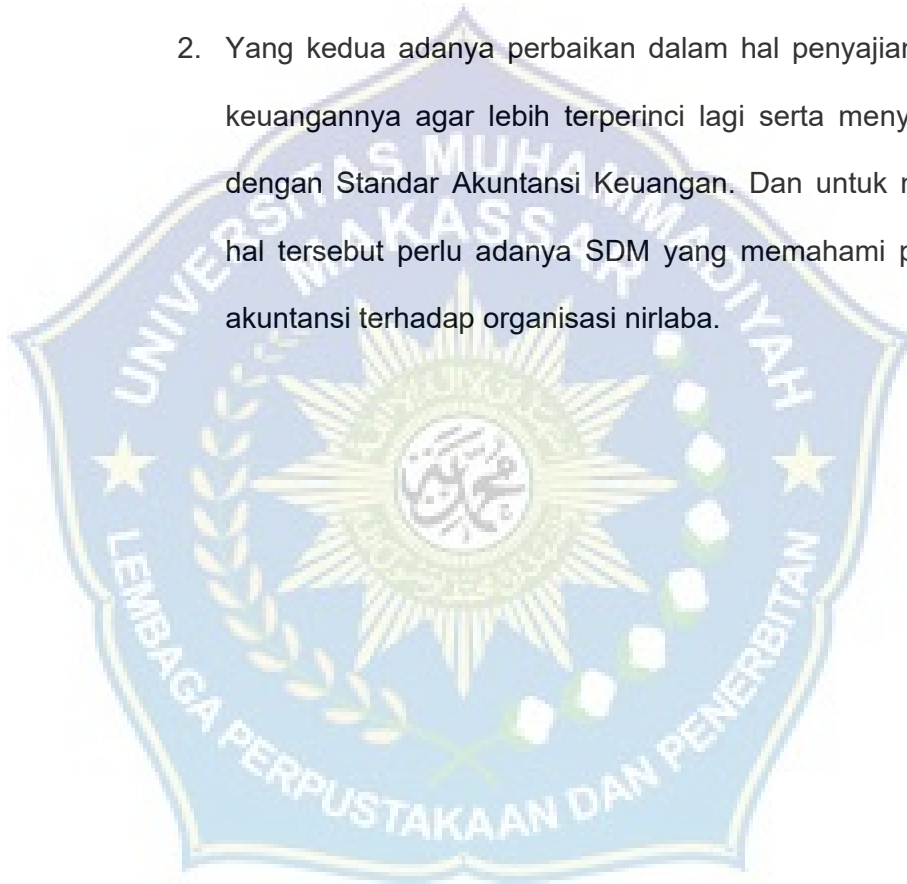 2. Yang kedua adanya perbaikan dalam hal penyajian
keuangannya agar lebih terperinci lagi serta meny
dengan Standar Akuntansi Keuangan. Dan untuk
hal tersebut perlu adanya SDM yang memahami p
akuntansi terhadap organisasi nirlaba.
UNIVERSITAS MUHAMMADIYAH
MAKASSAR
محمدية
LEMBAGA PERPUSTAKAAN DAN PENERBITAN